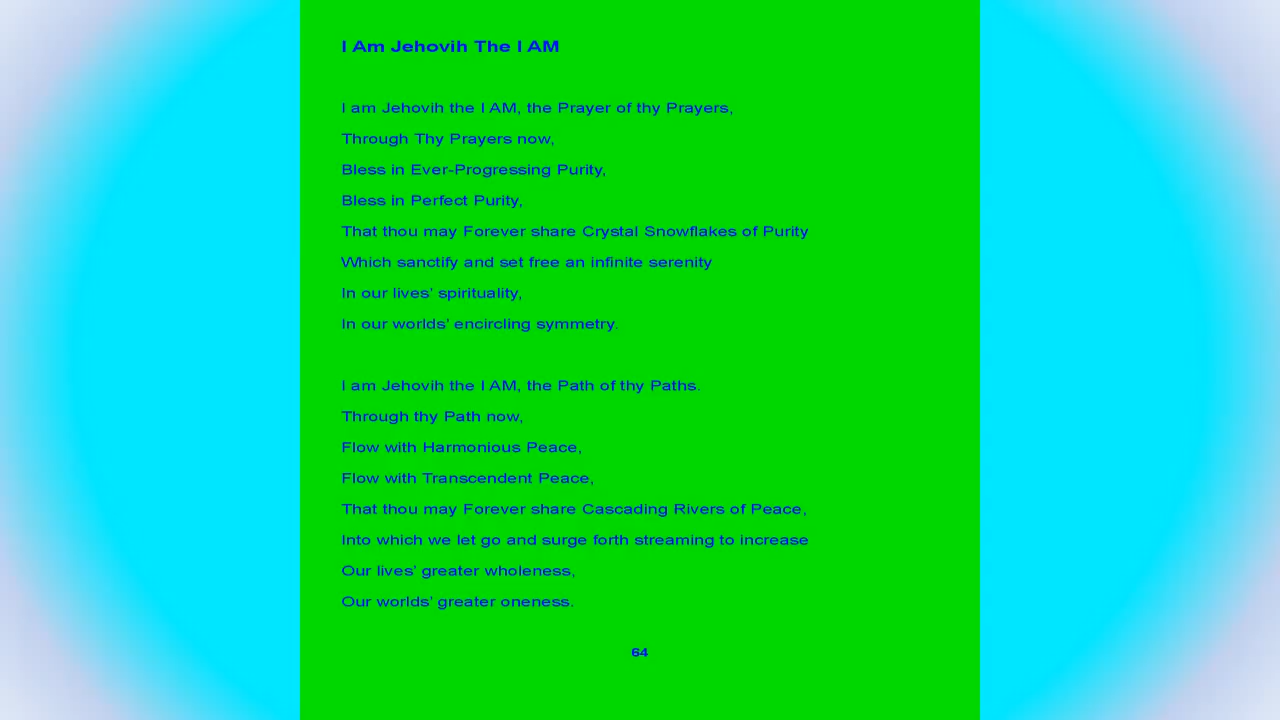 I Am Jehovih The I AM
I am Jehovih the I AM, the Prayer of thy Prayers,
Through Thy Prayers now,
Bless in Ever-Progressing Purity,
Bless in Perfect Purity,
That thou may Forever share Crystal Snowflakes of Purity
Which sanctify and set free an infinite serenity
In our lives’ spirituality,
In our worlds’ encircling symmetry.
I am Jehovih the I AM, the Path of thy Paths.
Through thy Path now,
Flow with Harmonious Peace,
Flow with Transcendent Peace,
That thou may Forever share Cascading Rivers of Peace,
Into which we let go and surge forth streaming to increase
Our lives’ greater wholeness,
Our worlds’ greater oneness.
64